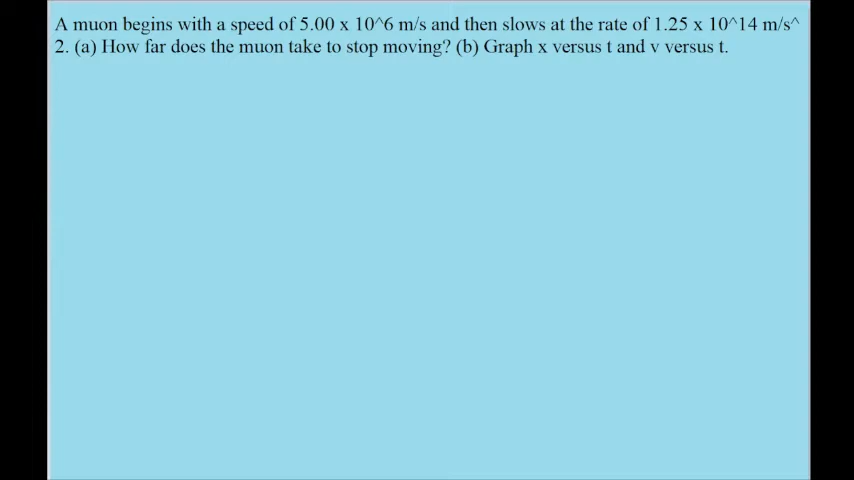 A muon begins with a speed of 5.00 x 10^6 m/s and then slows at the rate of 1.25 x 10^14 m/s^
2. (a) How far does the muon take to stop moving? (b) Graph x versus t and v versus t.